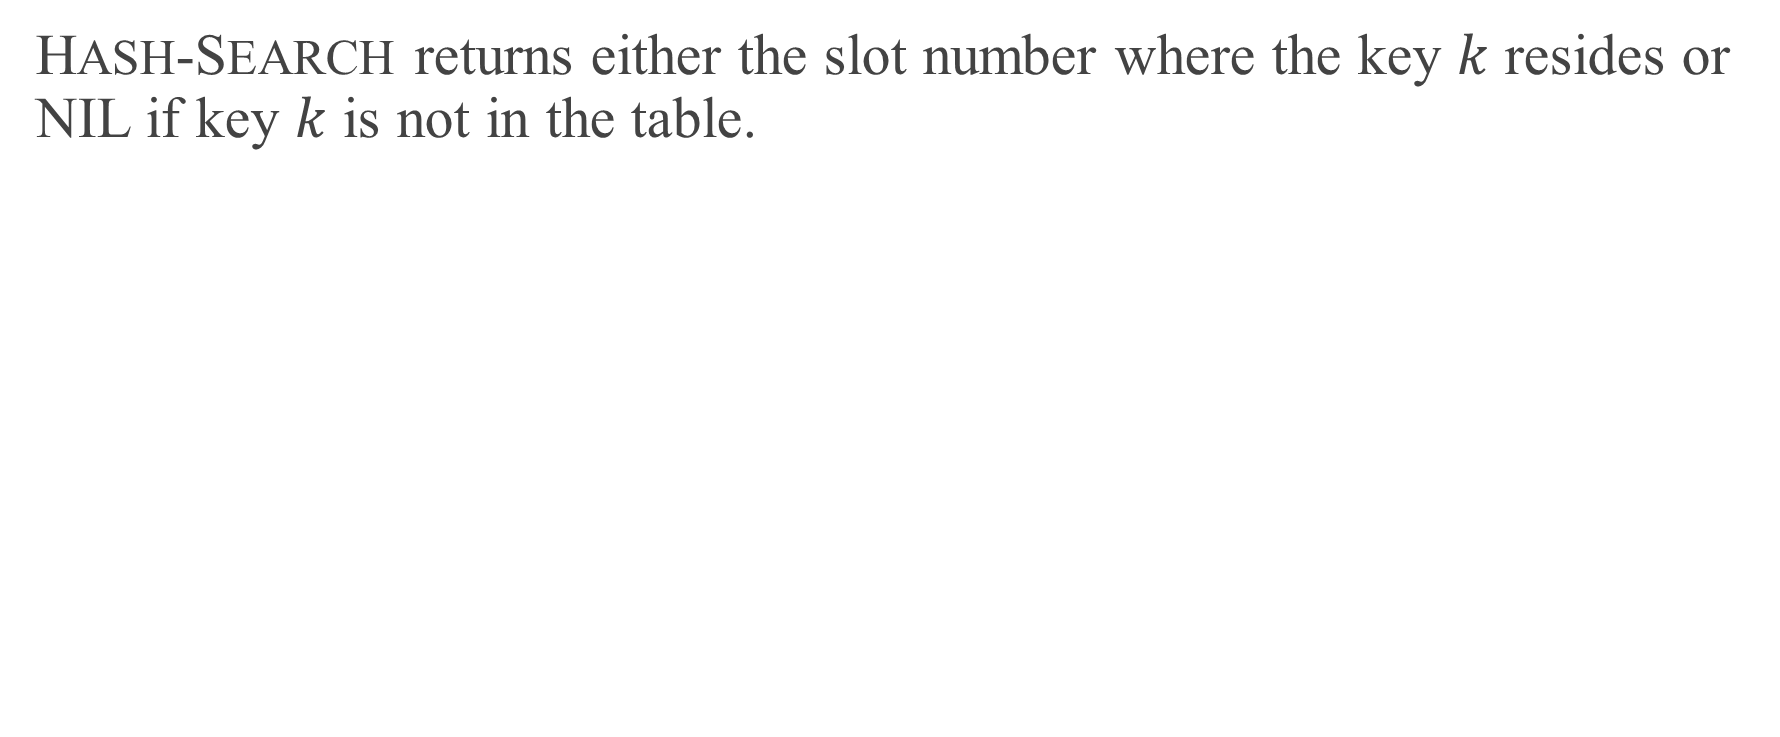 HASH-SEARCH returns either the slot number where the key k resides or
NIL if key k is not in the table.